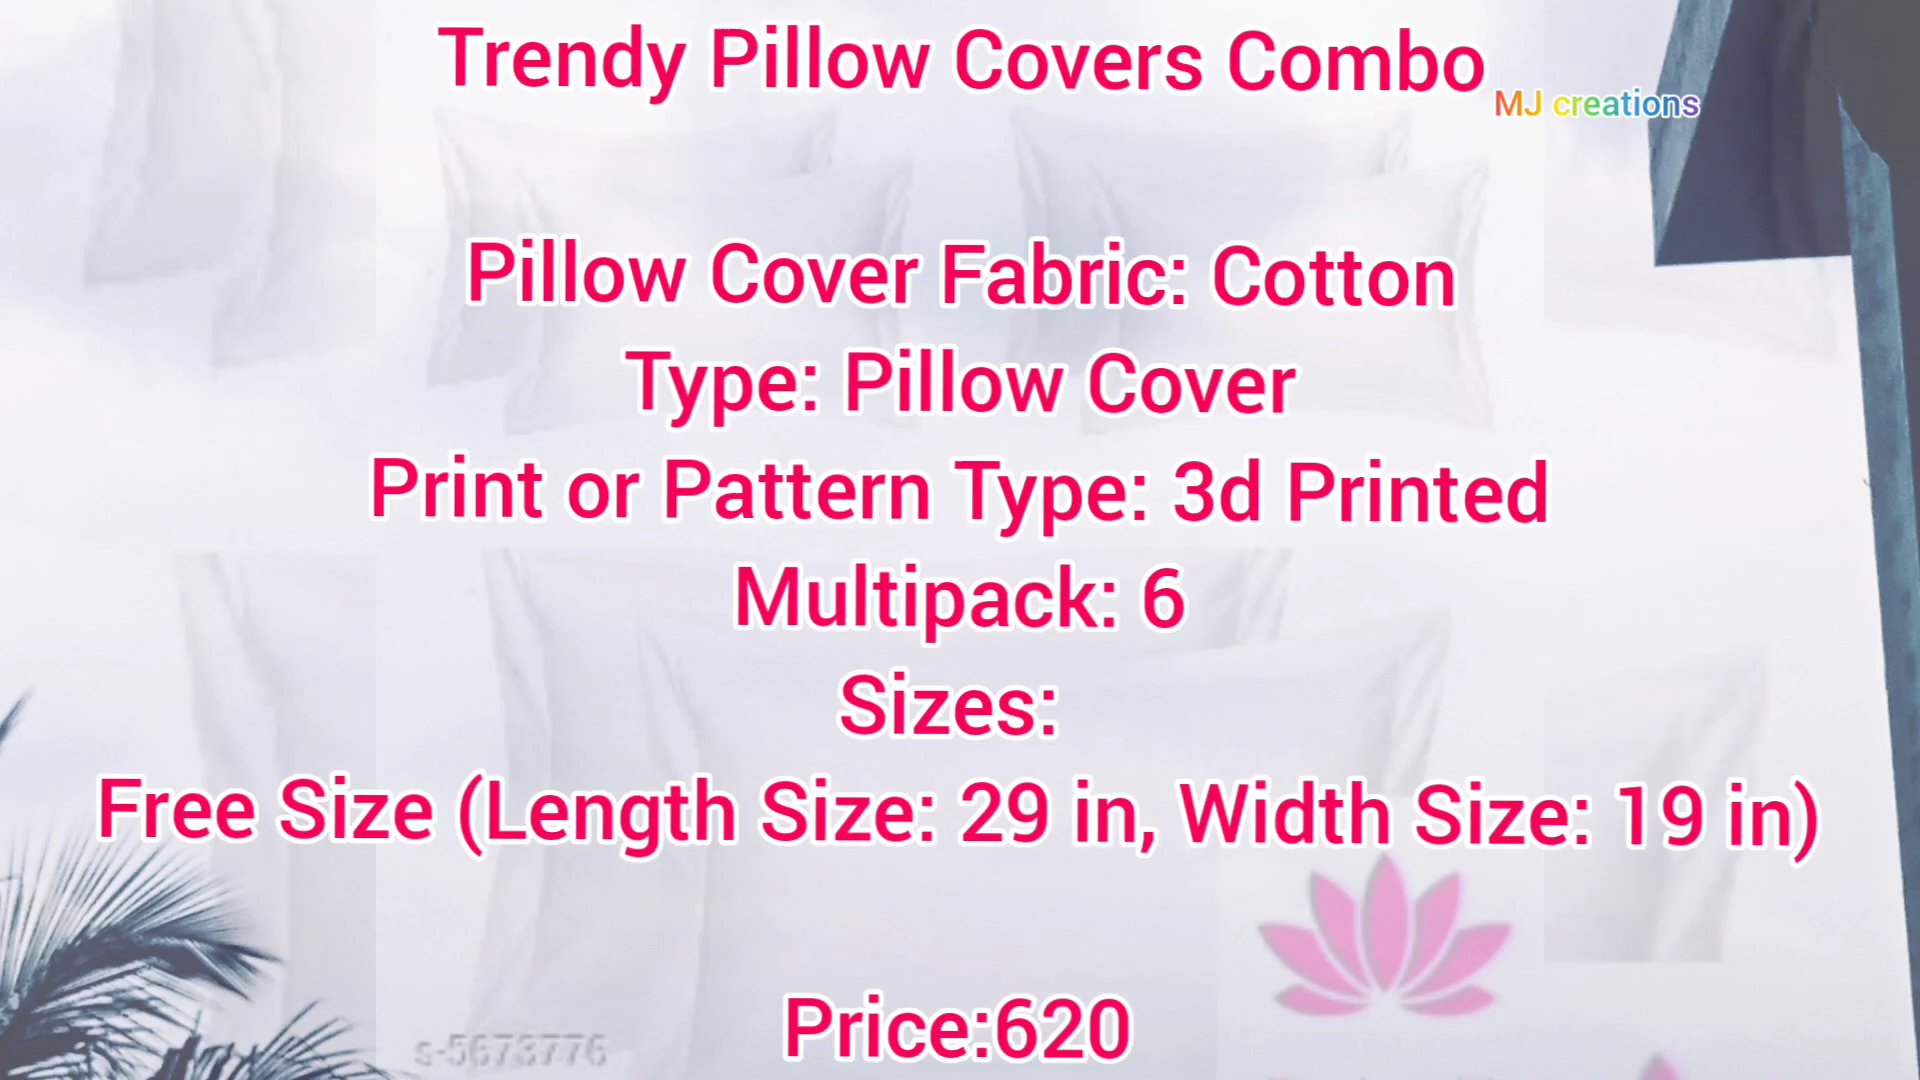 Trendy Pillow Covers Combo
MJ creations
Pillow Cover Fabric: Cotton
Type: Pillow Cover
Print or Pattern Type: 3d Printed
Multipack: 6
Sizes:
Free Size (Length Size: 29 in, Width Size: 19 in)
Price:620
s-5673776